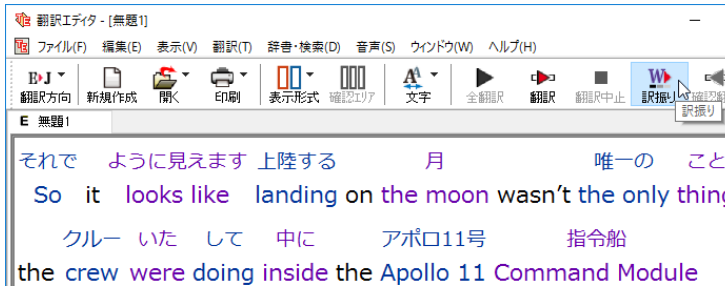 翻訳エディタ - [無題1]
ファイル(F) 編集(E) 表示(V) 翻訳(T) 辞書・検索(D) 音声(S) ウィンドウ(W) ヘルプ(H)
E J W
翻訳方向 新規作成 開く 印刷 表示形式 確認エリア 文字 全翻訳 翻訳 翻訳中止 訳振り
訳振り
E 無題1
それで ように見えます 上陸する 月 唯一の こと
So it looks like landing on the moon wasn’t the only thing
クルー いた して 中に アポロ11号 指令船
the crew were doing inside the Apollo 11 Command Module